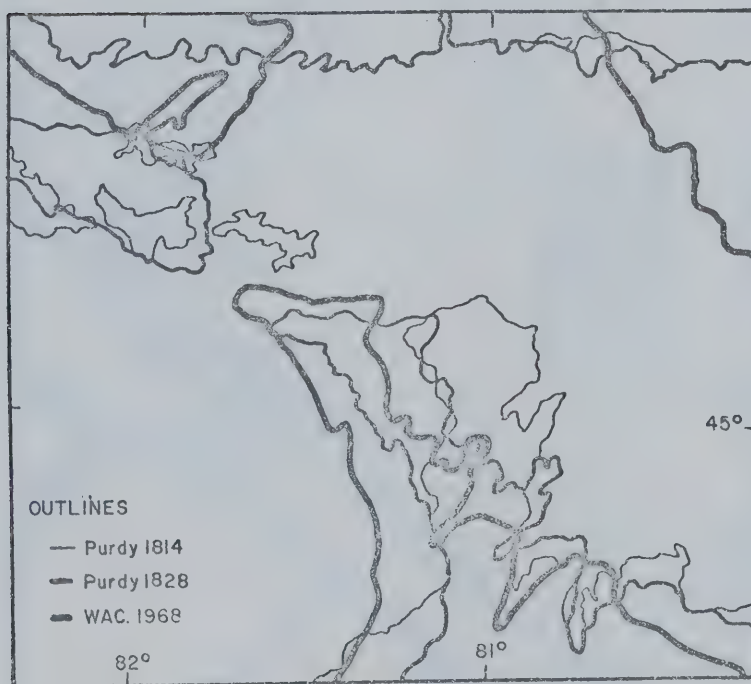 45°
OUTLINES
Purdy 1814
Purdy 1828
WAC. 1968
82°
81°